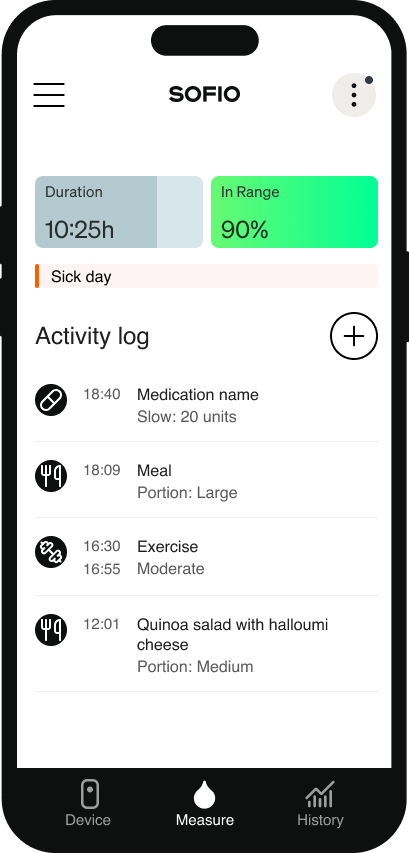 SOFIO
Duration
In Range
10:25h
90%
Sick day
Activity log
18:40
Medication name
Slow: 20 units
18:09
Meal
Portion: Large
16:30
Exercise
16:55
Moderate
12:01
Quinoa salad with halloumi
cheese
Portion: Medium
Device
Measure
History